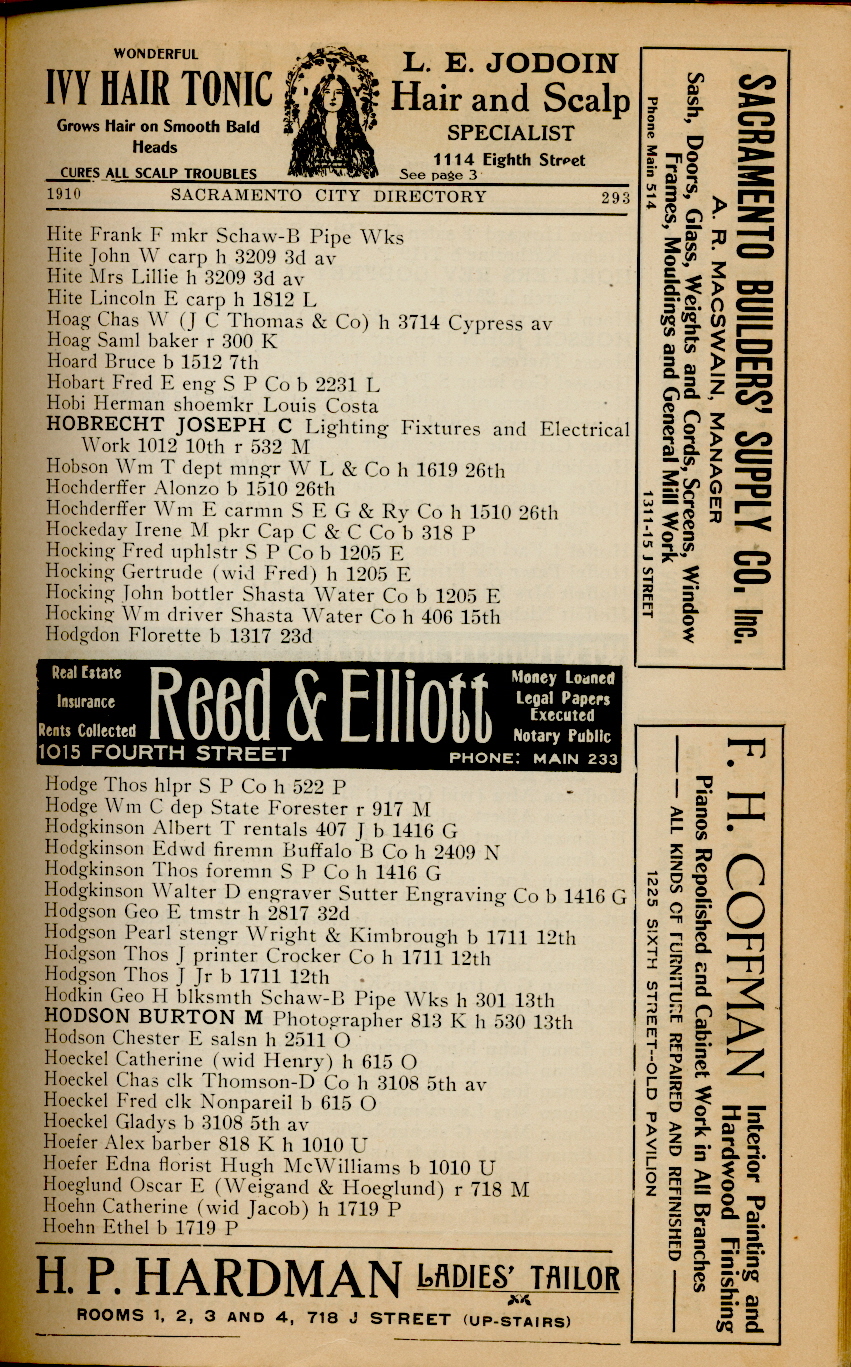 WONDERFUL
IVY HAIR TONIC
Grows Hair on Smooth Bald
Heads
CURES ALL SCALP TROUBLES
L. E. JODOIN
Hair and Scalp
SPECIALIST
1114 Eighth Street
See page 3
1910 SACRAMENTO CITY DIRECTORY 293
Hite Frank F mkr Schaw-B Pipe Wks
Hite John W carp h 3209 3d av
Hite Mrs Lillie h 3209 3d av
Hite Lincoln E carp h 1812 L
Hoag Chas W (J C Thomas & Co) h 3714 Cypress av
Hoag Saml baker r 300 K
Hoard Bruce b 1512 7th
Hobart Fred E eng S P Co b 2231 L
Hobi Herman shoemkr Louis Costa
HOBRECHT JOSEPH C Lighting Fixtures and Electrical
Work 1012 10th r 532 M
Hobson Wm T dept mngr W L & Co h 1619 26th
Hochderffer Alonzo b 1510 26th
Hochderffer Wm E carmn S E G & Ry Co h 1510 26th
Hockeday Irene M pkr Cap C & C Co b 318 P
Hocking Fred uphlstr S P Co b 1205 E
Hocking Gertrude (wid Fred) h 1205 E
Hocking John bottler Shasta Water Co b 1205 E
Hocking Wm driver Shasta Water Co h 406 15th
Hodgdon Florette b 1317 23d
Real Estate
Insurance
Rents Collected
Reed & Elliott
Money Loaned
Legal Papers
Executed
Notary Public
1015 FOURTH STREET PHONE: MAIN 233
Hodge Thos hlpr S P Co h 522 P
Hodge Wm C dep State Forester r 917 M
Hodgkinson Albert T rentals 407 J b 1416 G
Hodgkinson Edwd firemn Buffalo B Co h 2409 N
Hodgkinson Thos foremn S P Co h 1416 G
Hodgkinson Walter D engraver Sutter Engraving Co b 1416 G
Hodgson Geo E tmstr h 2817 32d
Hodgson Pearl stengr Wright & Kimbrough b 1711 12th
Hodgson Thos J printer Crocker Co h 1711 12th
Hodgson Thos J Jr b 1711 12th
Hodkin Geo H blksmth Schaw-B Pipe Wks h 301 13th
HODSON BURTON M Photographer 813 K h 530 13th
Hodson Chester E salsn h 2511 O
Hoeckel Catherine (wid Henry) h 615 O
Hoeckel Chas clk Thomson-D Co h 3108 5th av
Hoeckel Fred clk Nonpareil b 615 O
Hoeckel Gladys b 3108 5th av
Hoefer Alex barber 818 K h 1010 U
Hoefer Edna florist Hugh McWilliams b 1010 U
Hoeglund Oscar E (Weigand & Hoeglund) r 718 M
Hoehn Catherine (wid Jacob) h 1719 P
Hoehn Ethel b 1719 P
H. P. HARDMAN LADIES' TAILOR
ROOMS 1, 2, 3 AND 4, 718 J STREET (UP-STAIRS)
SACRAMENTO BUILDERS' SUPPLY CO. Inc.
A. R. MACSWAIN, MANAGER
Sash, Doors, Glass, Weights and Cords, Screens, Window
Frames, Mouldings and General Mill Work
Phone Main 514 1311-15 J STREET
F. H. COFFMAN
Interior Painting and
Hardwood Finishing
Pianos Repolished and Cabinet Work in All Branches
ALL KINDS OF FURNITURE REPAIRED AND REFINISHED
1225 SIXTH STREET--OLD PAVILION